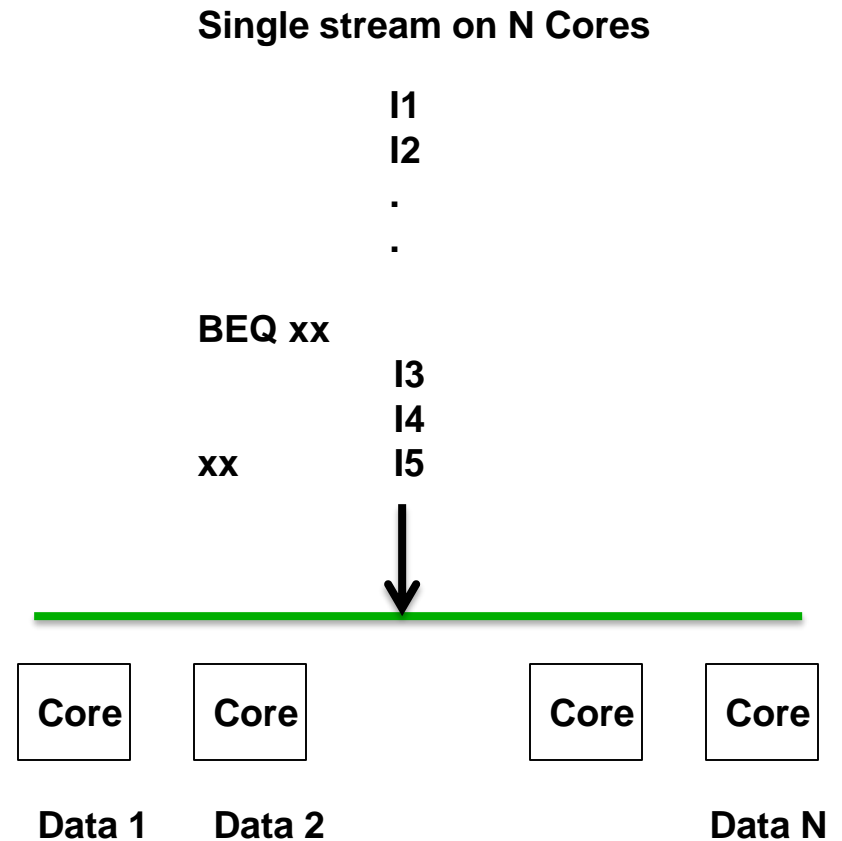 Single stream on N Cores
I1
I2
.
.
BEQ xx
I3
I4
xx I5
Core Core Core Core
Data 1 Data 2 Data N